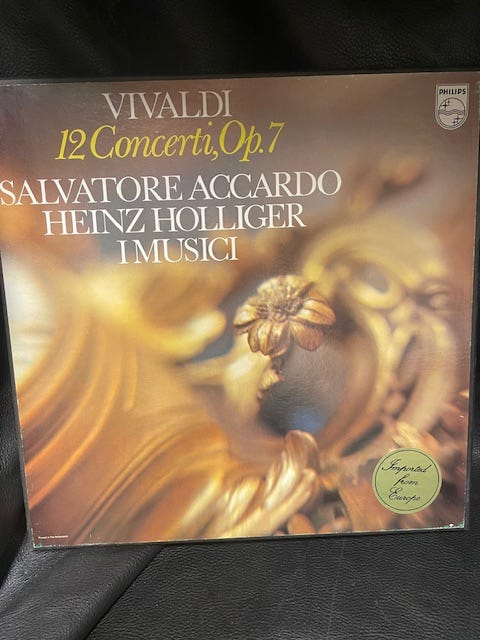 VIVALDI
12 Concerti, Op. 7
SALVATORE ACCARDO
HEINZ HOLLIGER
I MUSICI
PHILIPS
Imported
from
Europe